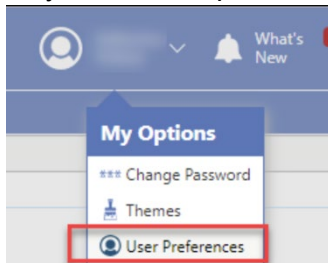 What's
New
My Options
*** Change Password
Themes
User Preferences